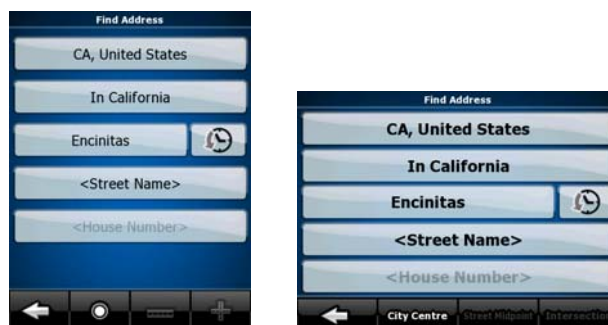 Find Address
CA, United States
In California
Encinitas
<Street Name>
<House Number>
Find Address
CA, United States
In California
Encinitas
<Street Name>
<House Number>
City Centre Street Midpoint Intersection